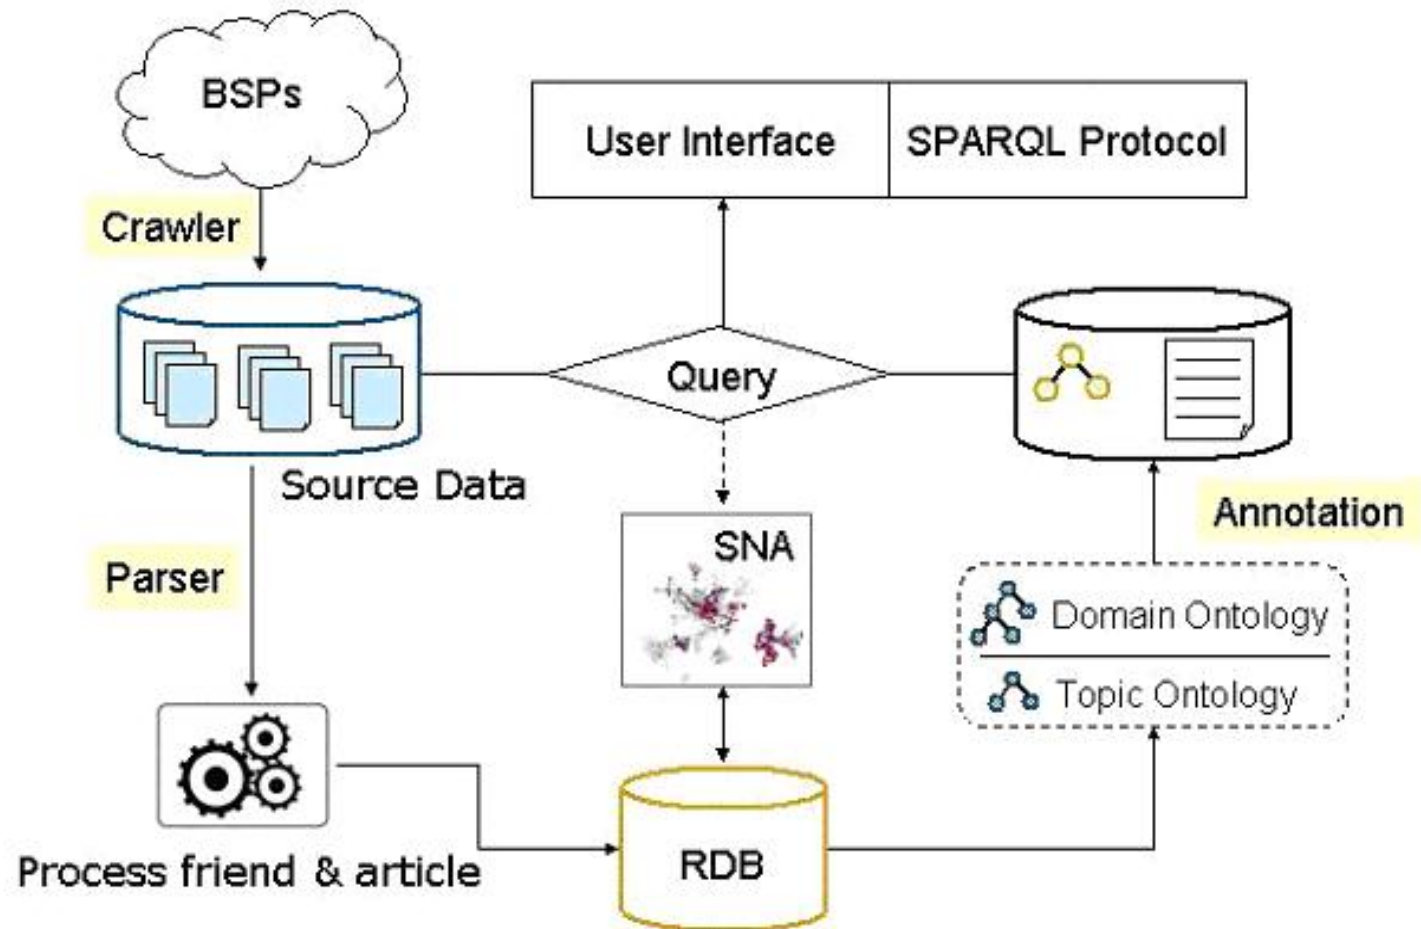 BSPs
User Interface
SPARQL Protocol
Crawler
Query
Source Data
SNA
Annotation
Parser
Domain Ontology
Topic Ontology
RDB
Process friend & article